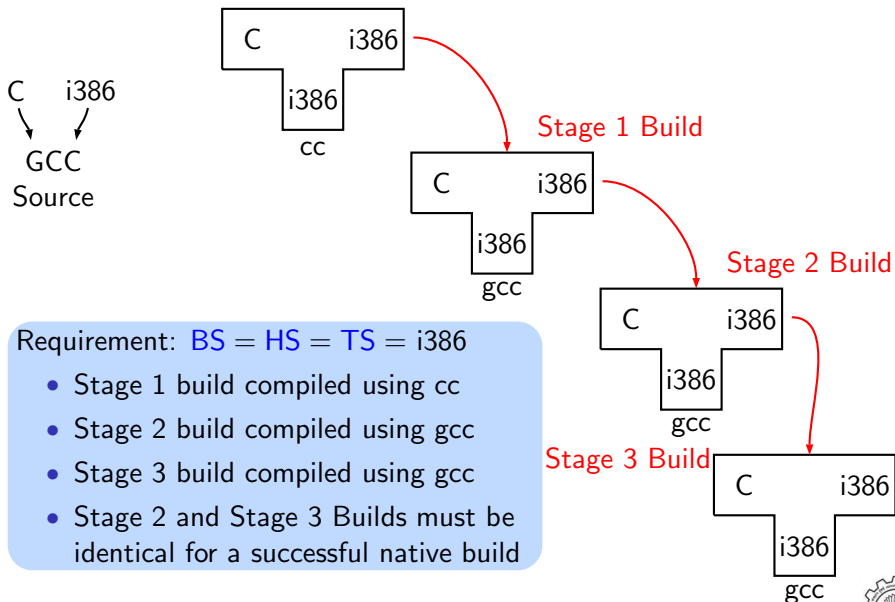 C i386
i386
cc
C i386
GCC
Source
Stage 1 Build
C i386
i386
gcc
Stage 2 Build
C i386
i386
gcc
Requirement: BS = HS = TS = i386
• Stage 1 build compiled using cc
• Stage 2 build compiled using gcc
• Stage 3 build compiled using gcc
• Stage 2 and Stage 3 Builds must be
identical for a successful native build
Stage 3 Build
C i386
i386
gcc